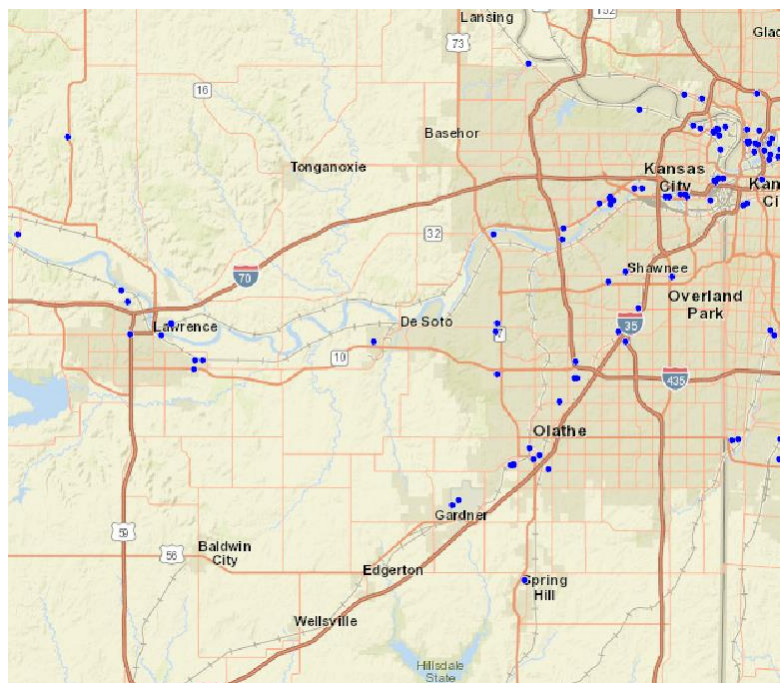 152
Lansing
Glad
73
16
Basehor
Tonganoxie
Kansas
City
Kan
Ci
32
70
Shawnee
Overland
Park
De Soto
Lawrence
7
35
10
435
Olathe
Gardner
59
56
Baldwin
City
Edgerton
Spring
Hill
Wellsville
Hillsdale
State